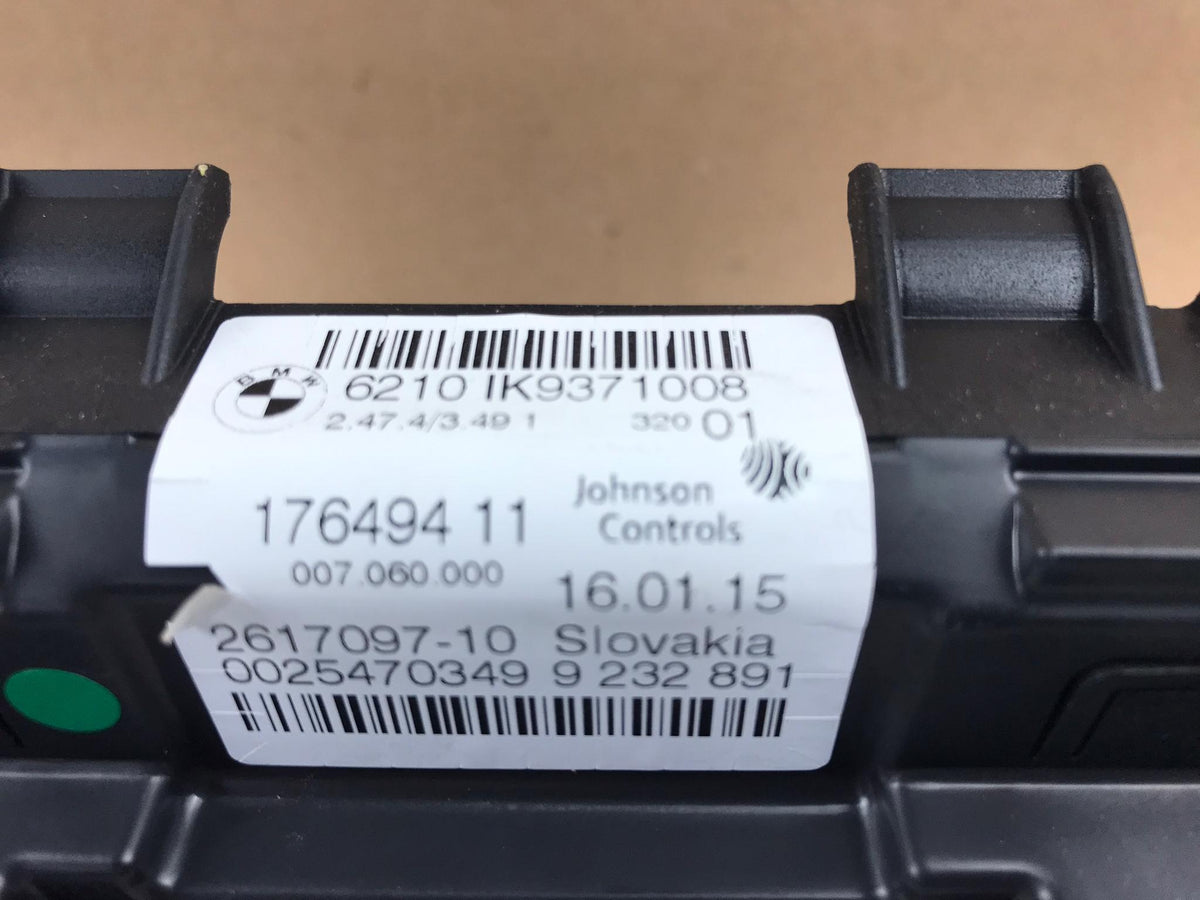 BMW
6210 IK9371008
2.47.4/3.49 1 320 01
Johnson
Controls
176494 11
007.060.000
16.01.15
2617097-10 Slovakia
0025470349 9 232 891